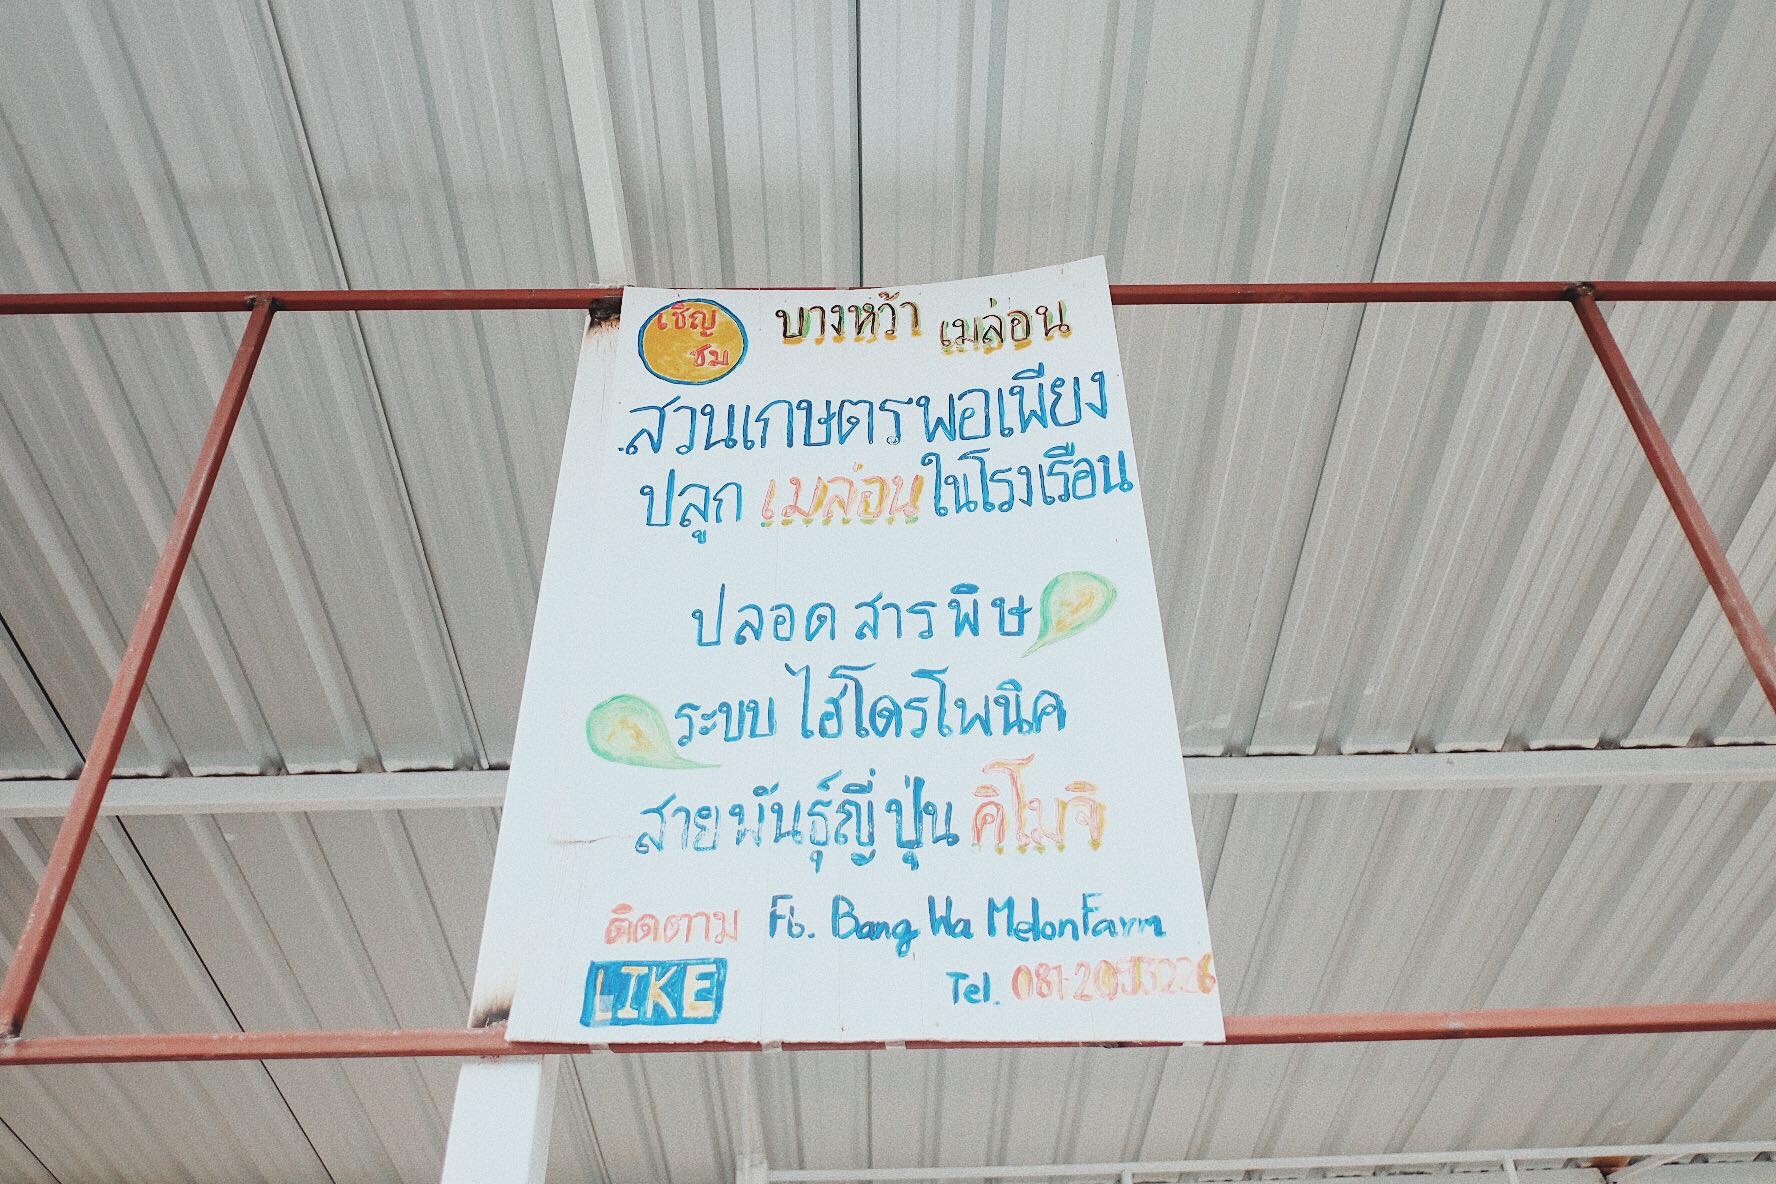 เชิญ
ชม
บางหว้า เมล่อน
สวนเกษตรพอเพียง
ปลูก เมล่อนในโรงเรือน
ปลอดสารพิษ
ระบบไฮโดรโพนิค
สายพันธุ์ญี่ปุ่น คิโมจิ
ติดตาม Fb. Bang Wa MelonFarm
LIKE
Tel.